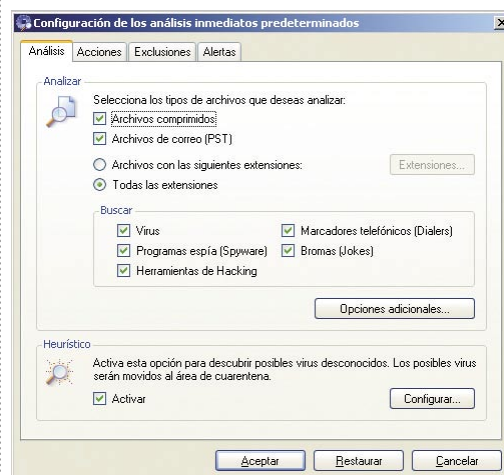 Configuración de los análisis inmediatos predeterminados
Análisis Acciones Exclusiones Alertas
Analizar
Selecciona los tipos de archivos que deseas analizar:
Archivos comprimidos
Archivos de correo (PST)
Archivos con las siguientes extensiones: Extensiones...
Todas las extensiones
Buscar
Virus Marcadores telefónicos (Dialers)
Programas espía (Spyware) Bromas (Jokes)
Herramientas de Hacking
Opciones adicionales...
Heurístico
Activa esta opción para descubrir posibles virus desconocidos. Los posibles virus
serán movidos al área de cuarentena.
Activar Configurar...
Aceptar Restaurar Cancelar